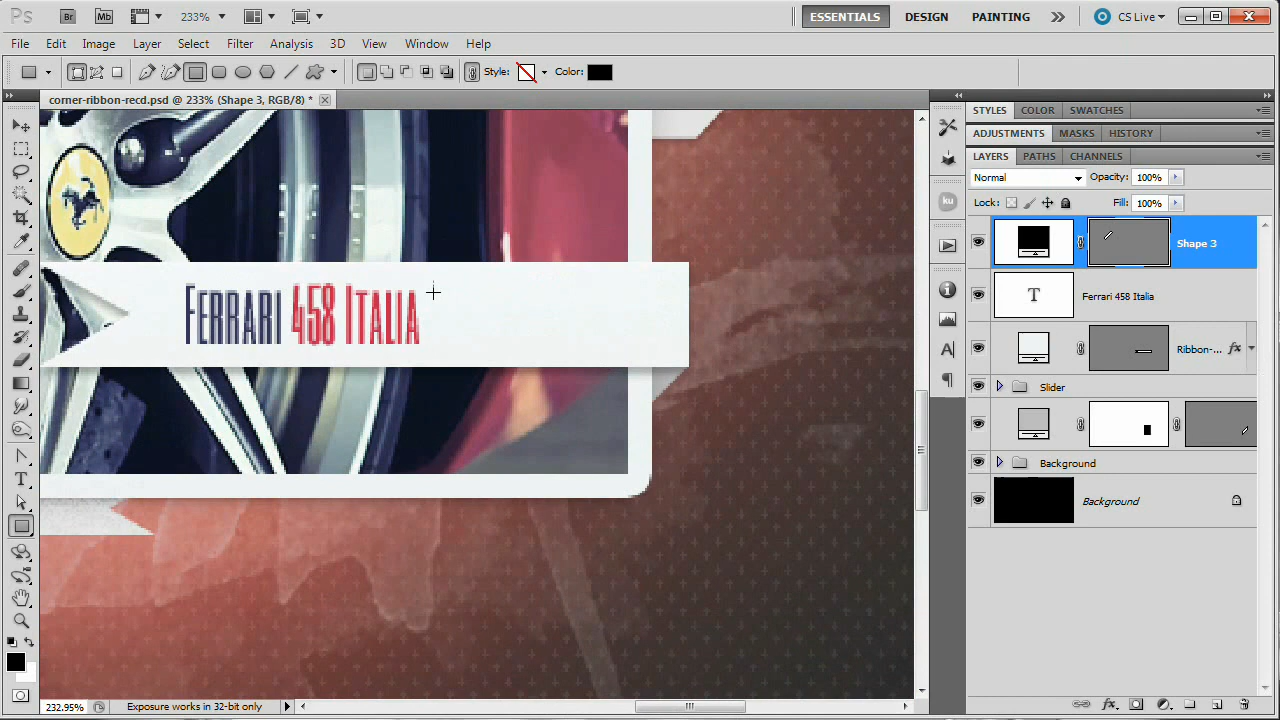 Ps Br Mb 233% ESSENTIALS DESIGN PAINTING CS Live
File Edit Image Layer Select Filter Analysis 3D View Window Help
Style: Color:
corner-ribbon-recd.psd @ 233% (Shape 3, RGB/8) *
STYLES COLOR SWATCHES
ADJUSTMENTS MASKS HISTORY
LAYERS PATHS CHANNELS
Normal Opacity: 100%
Lock: Fill: 100%
Shape 3
Ferrari 458 Italia
Ribbon-... fx
Slider
Background
Background
Ferrari 458 Italia
232.95% Exposure works in 32-bit only